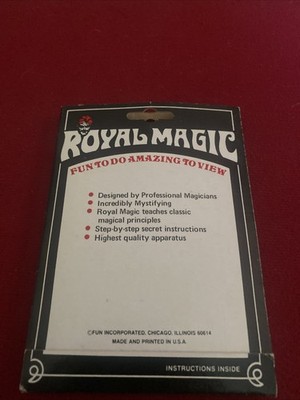 ROYAL MAGIC
FUN TO DO AMAZING TO VIEW
• Designed by Professional Magicians
• Incredibly Mystifying
• Royal Magic teaches classic
magical principles
• Step-by-step secret instructions
• Highest quality apparatus
©FUN INCORPORATED, CHICAGO, ILLINOIS 60614
MADE AND PRINTED IN U.S.A.
INSTRUCTIONS INSIDE